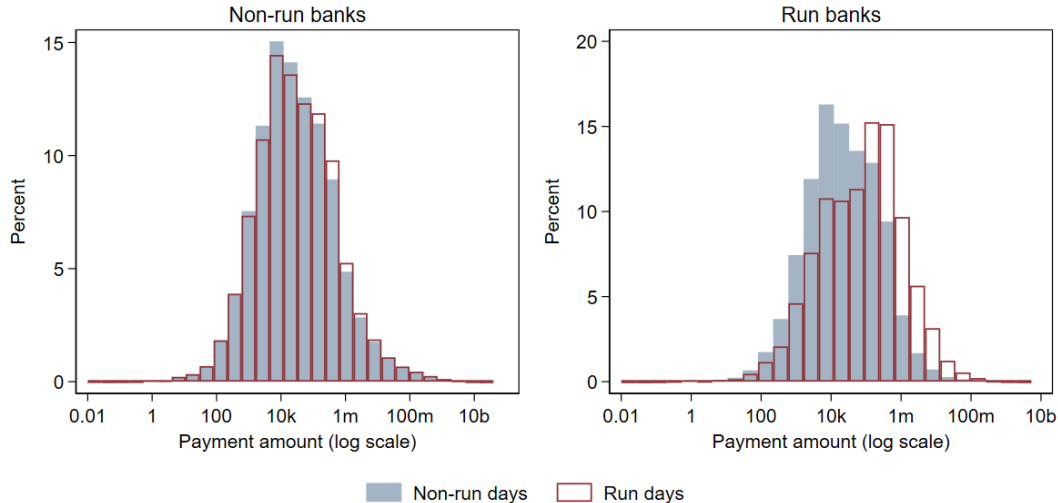 Non-run banks
Run banks
Percent
15
10
5
0
0.01 1 100 10k 1m 100m 10b
Payment amount (log scale)
Percent
20
15
10
5
0
0.01 1 100 10k 1m 100m 10b
Payment amount (log scale)
Non-run days Run days